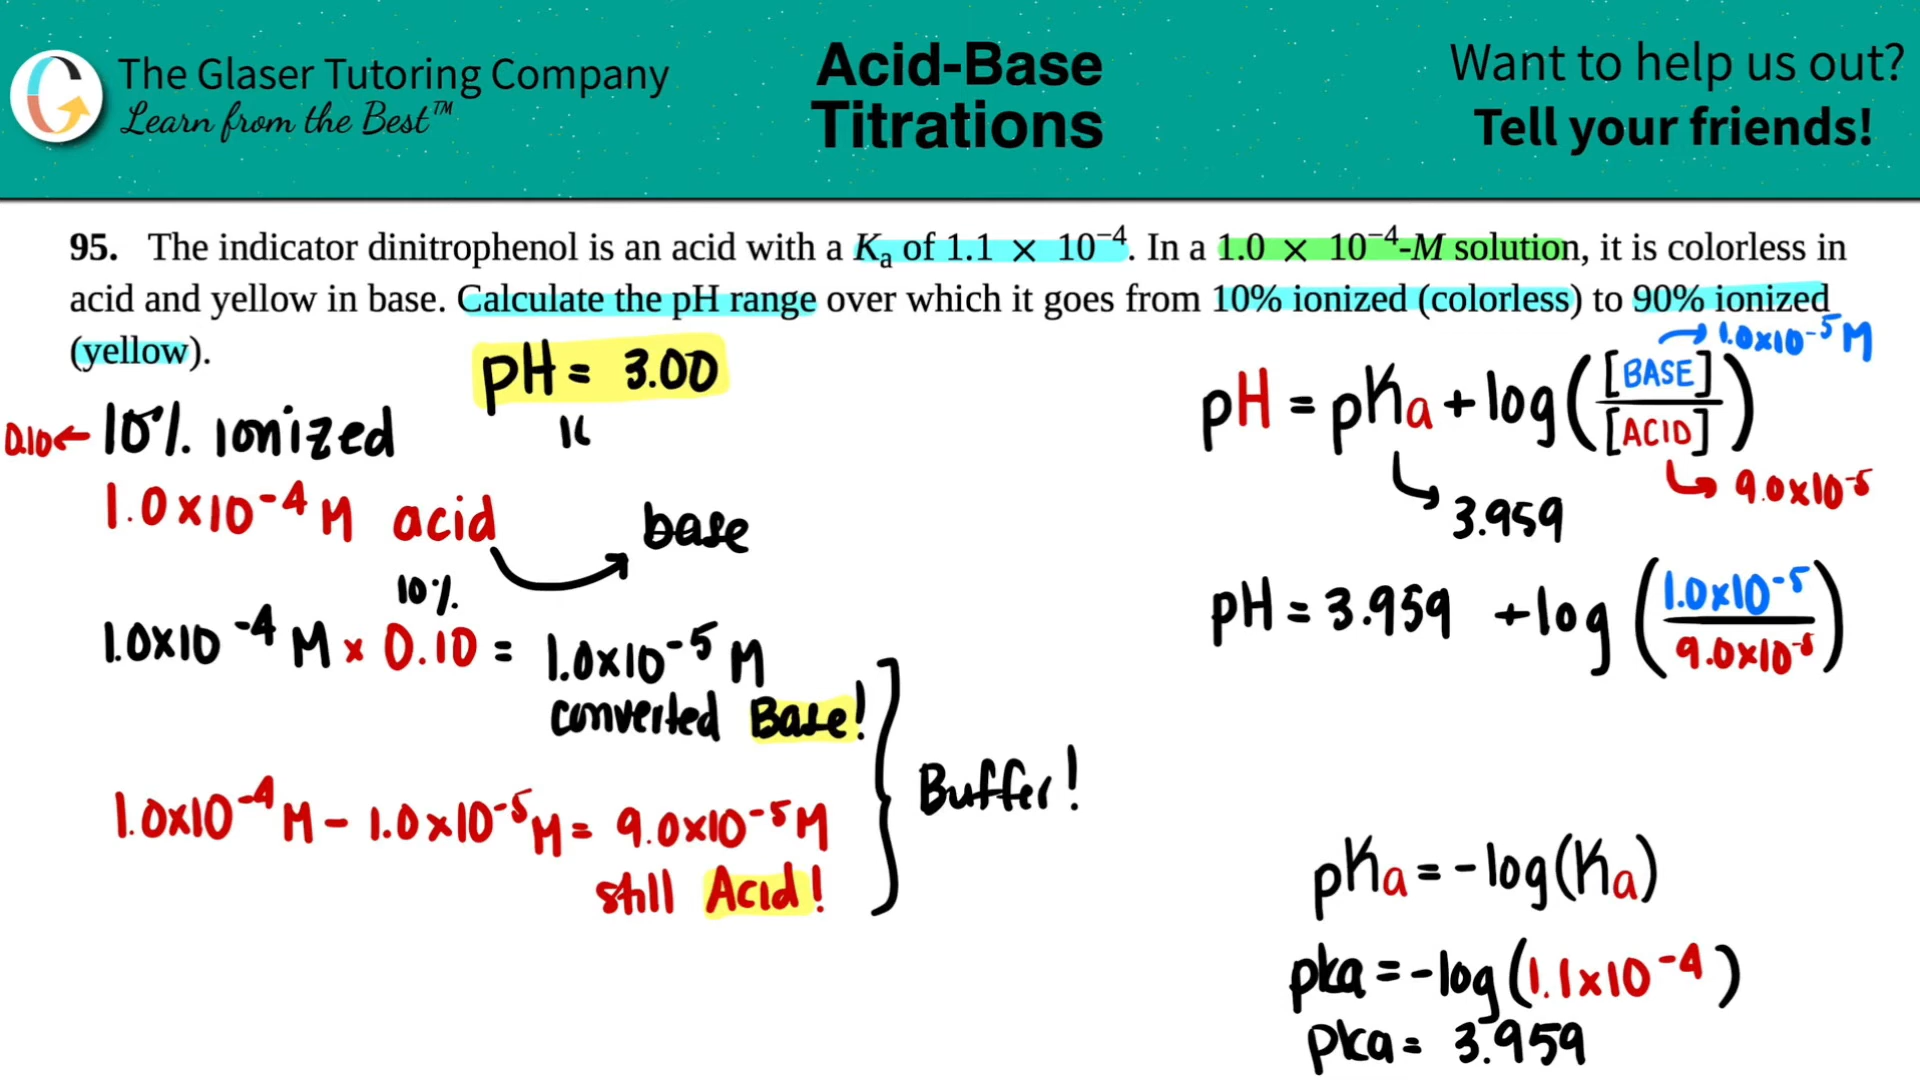 The Glaser Tutoring Company
Learn from the Best™
Acid-Base
Titrations
Want to help us out?
Tell your friends!
95. The indicator dinitrophenol is an acid with a Kₐ of 1.1 × 10⁻⁴. In a 1.0 × 10⁻⁴-M solution, it is colorless in
acid and yellow in base. Calculate the pH range over which it goes from 10% ionized (colorless) to 90% ionized
(yellow).
pH = 3.00
0.10 ← 10% ionized
1.0x10⁻⁴ M acid
base
10%
1.0x10⁻⁴ M x 0.10 = 1.0x10⁻⁵ M
converted Base!
1.0x10⁻⁴ M - 1.0x10⁻⁵ M = 9.0x10⁻⁵ M
still Acid!
Buffer!
→ 1.0x10⁻⁵ M
pH = pKa + log([BASE]/[ACID])
→ 3.959
→ 9.0x10⁻⁵
pH = 3.959 + log(1.0x10⁻⁵/9.0x10⁻⁵)
pKa = -log(Ka)
pka = -log(1.1x10⁻⁴)
pka = 3.959